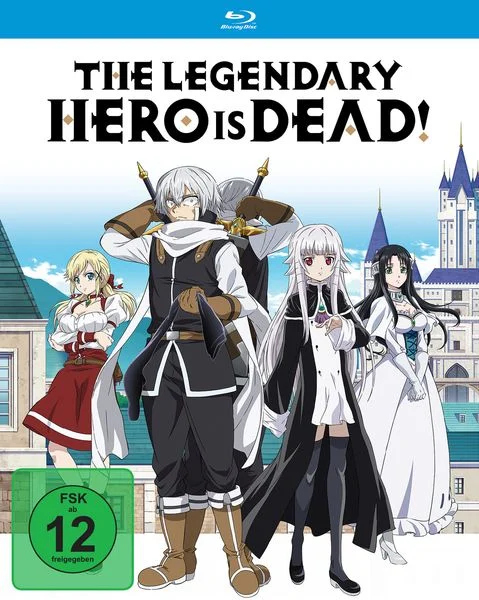 Blu-ray Disc
THE LEGENDARY
HERO IS DEAD!
FSK
ab
12
freigegeben